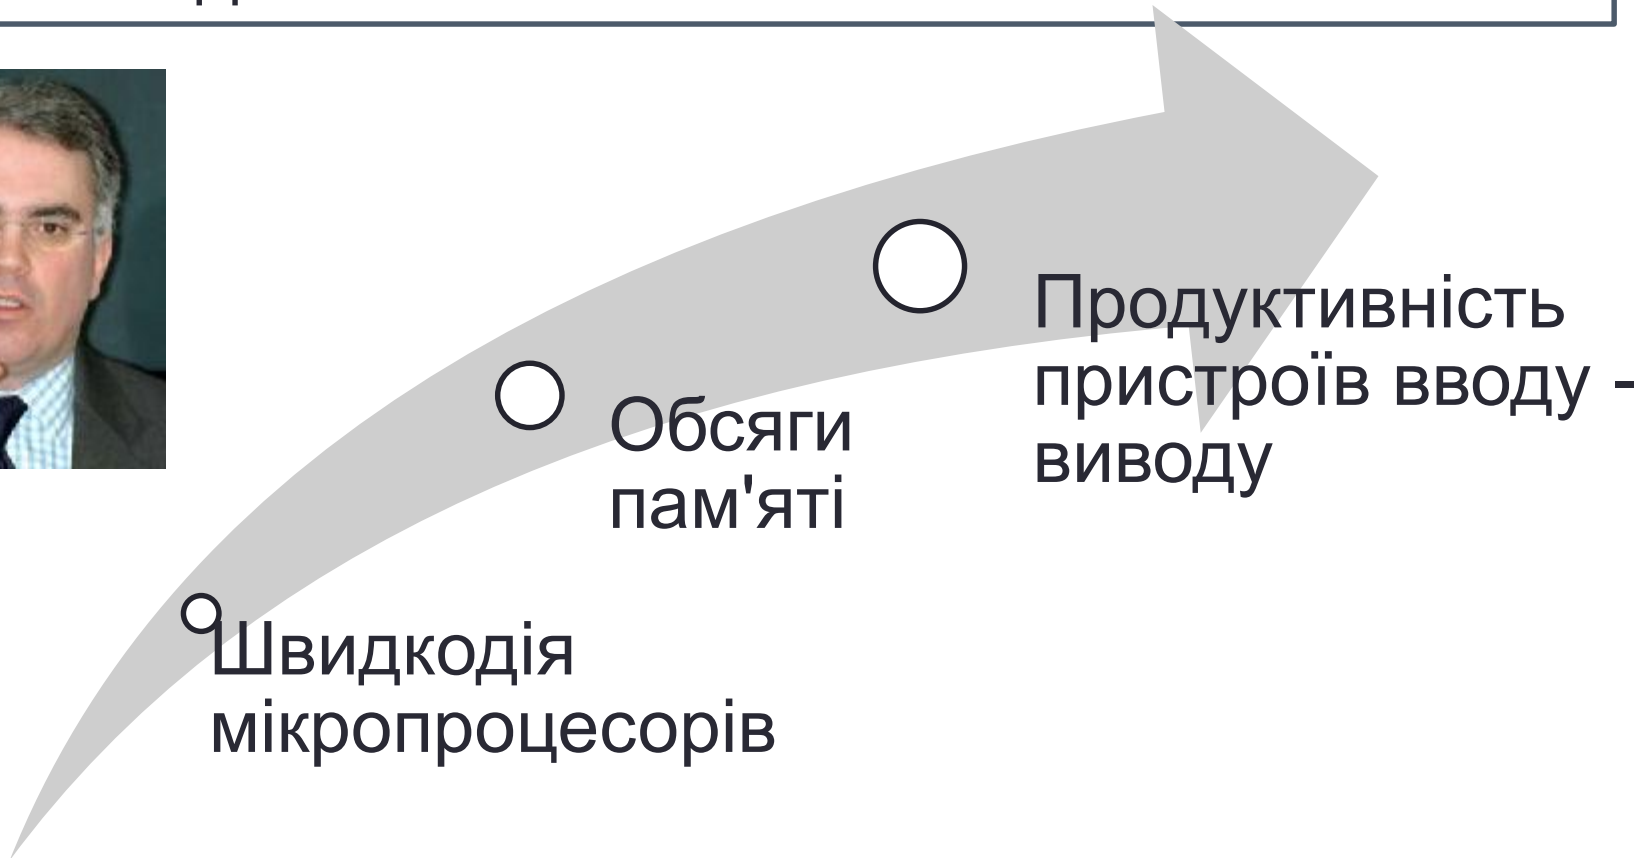 Продуктивність
пристроїв вводу -
виводу
Обсяги
пам'яті
Швидкодія
мікропроцесорів